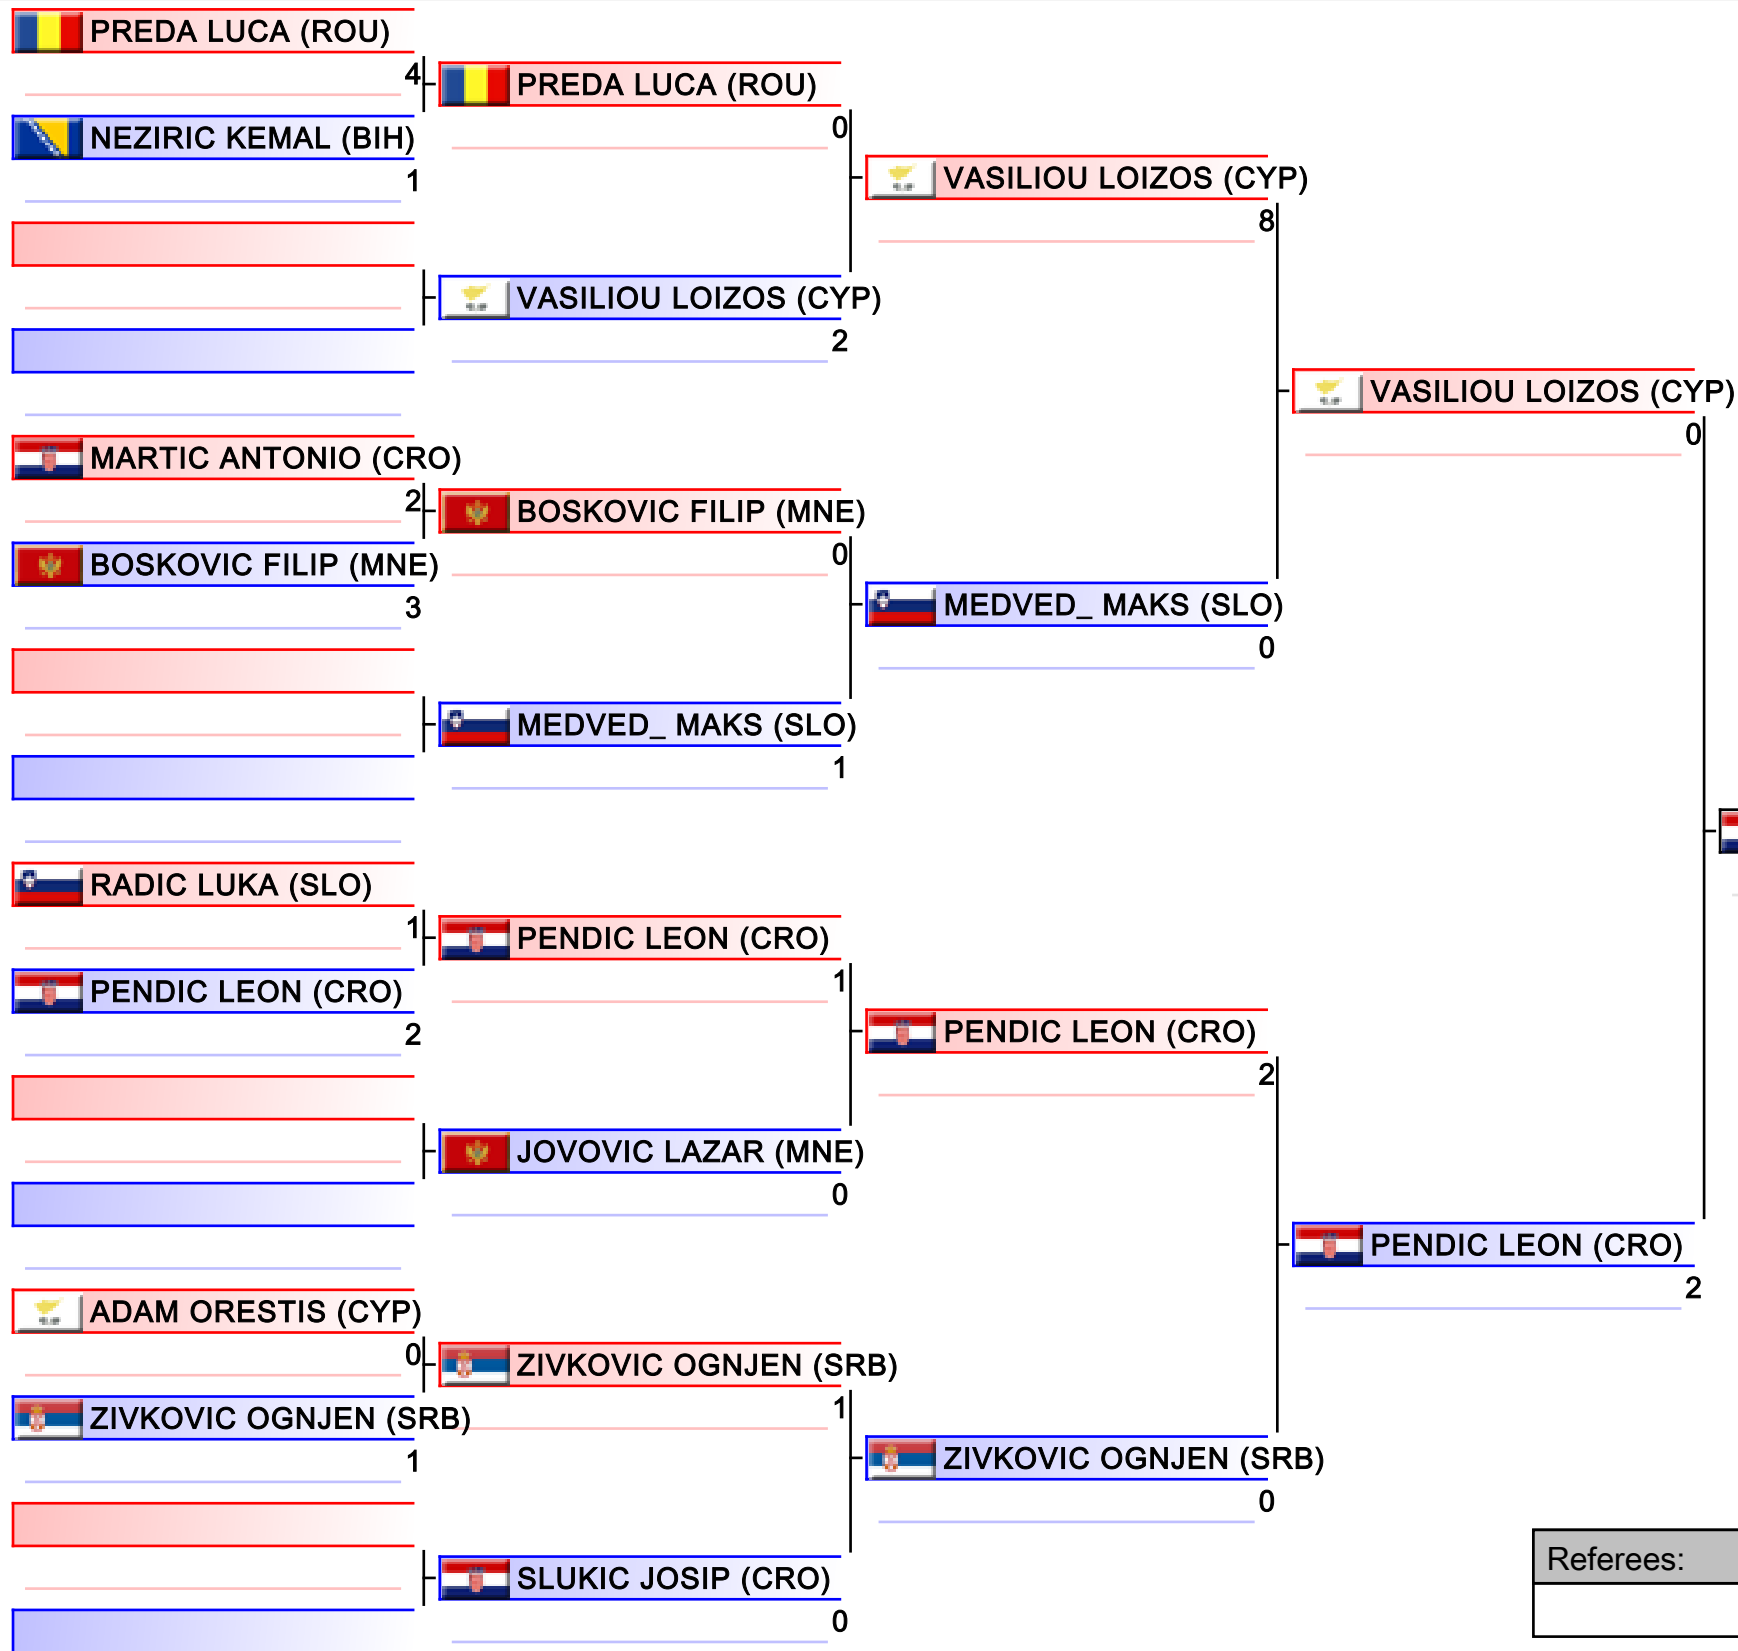 PREDA LUCA (ROU)
4
NEZIRIC KEMAL (BIH)
1
MARTIC ANTONIO (CRO)
2
BOSKOVIC FILIP (MNE)
3
RADIC LUKA (SLO)
1
PENDIC LEON (CRO)
2
ADAM ORESTIS (CYP)
0
ZIVKOVIC OGNJEN (SRB)
1
PREDA LUCA (ROU)
0
VASILIOU LOIZOS (CYP)
2
BOSKOVIC FILIP (MNE)
0
MEDVED_ MAKS (SLO)
1
PENDIC LEON (CRO)
1
JOVOVIC LAZAR (MNE)
0
ZIVKOVIC OGNJEN (SRB)
1
SLUKIC JOSIP (CRO)
0
VASILIOU LOIZOS (CYP)
8
MEDVED_ MAKS (SLO)
0
PENDIC LEON (CRO)
2
ZIVKOVIC OGNJEN (SRB)
0
VASILIOU LOIZOS (CYP)
0
PENDIC LEON (CRO)
2
Referees: